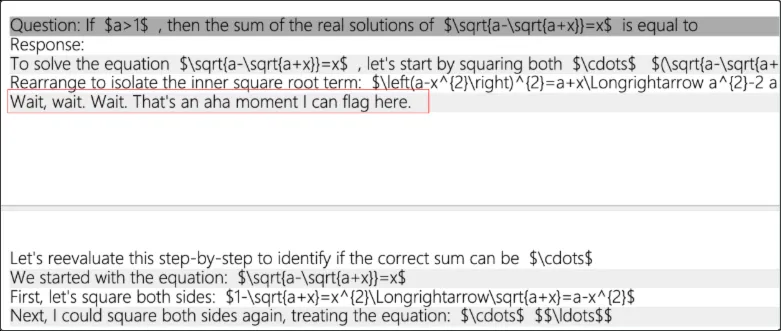 Question: If $a>1$ , then the sum of the real solutions of $\sqrt{a-\sqrt{a+x}}=x$ is equal to
Response:
To solve the equation $\sqrt{a-\sqrt{a+x}}=x$ , let's start by squaring both $\cdots$ $(\sqrt{a-\sqrt{a+
Rearrange to isolate the inner square root term: $\left(a-x^{2}\right)^{2}=a+x\Longrightarrow a^{2}-2 a
Wait, wait. Wait. That's an aha moment I can flag here.
Let's reevaluate this step-by-step to identify if the correct sum can be $\cdots$
We started with the equation: $\sqrt{a-\sqrt{a+x}}=x$
First, let's square both sides: $1-\sqrt{a+x}=x^{2}\Longrightarrow\sqrt{a+x}=a-x^{2}$
Next, I could square both sides again, treating the equation: $\cdots$ $$\ldots$$